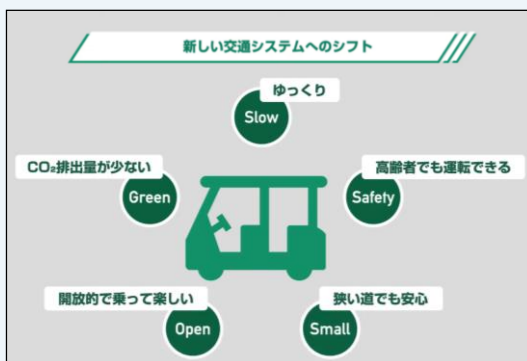 新しい交通システムへのシフト
ゆっくり
Slow
CO₂排出量が少ない
Green
高齢者でも運転できる
Safety
開放的で乗って楽しい
Open
狭い道でも安心
Small